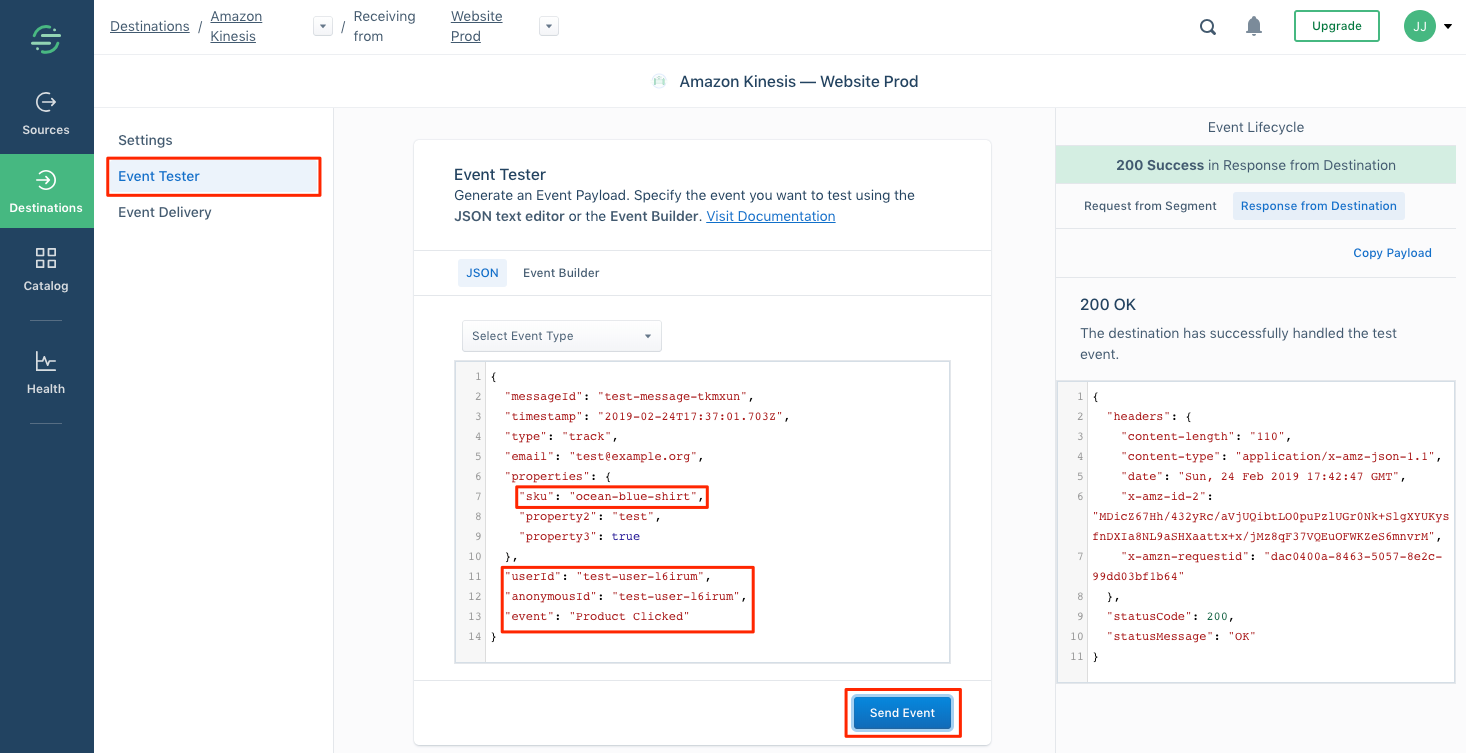 Destinations / Amazon Kinesis / Receiving from Website Prod
Upgrade
JJ
Amazon Kinesis — Website Prod
Sources
Destinations
Catalog
Health
Settings
Event Tester
Event Delivery
Event Tester
Generate an Event Payload. Specify the event you want to test using the
JSON text editor or the Event Builder. Visit Documentation
JSON Event Builder
Select Event Type
1 {
2 "messageId": "test-message-tkmxun",
3 "timestamp": "2019-02-24T17:37:01.703Z",
4 "type": "track",
5 "email": "test@example.org",
6 "properties": {
7 "sku": "ocean-blue-shirt",
8 "property2": "test",
9 "property3": true
10 },
11 "userId": "test-user-l6irum",
12 "anonymousId": "test-user-l6irum",
13 "event": "Product Clicked"
14 }
Send Event
Event Lifecycle
200 Success in Response from Destination
Request from Segment Response from Destination
Copy Payload
200 OK
The destination has successfully handled the test
event.
1 {
2 "headers": {
3 "content-length": "110",
4 "content-type": "application/x-amz-json-1.1",
5 "date": "Sun, 24 Feb 2019 17:42:47 GMT",
6 "x-amz-id-2":
"MDicZ67Hh/432yRc/aVjUQibtLO0puPzlUGr0Nk+SlgXYUKys
fnDXIa8NL9aSHXaattx+x/jMz8qF37VQEuOFWKZeS6mnvrM",
7 "x-amzn-requestid": "dac0400a-8463-5057-8e2c-
99dd03bf1b64"
8 },
9 "statusCode": 200,
10 "statusMessage": "OK"
11 }